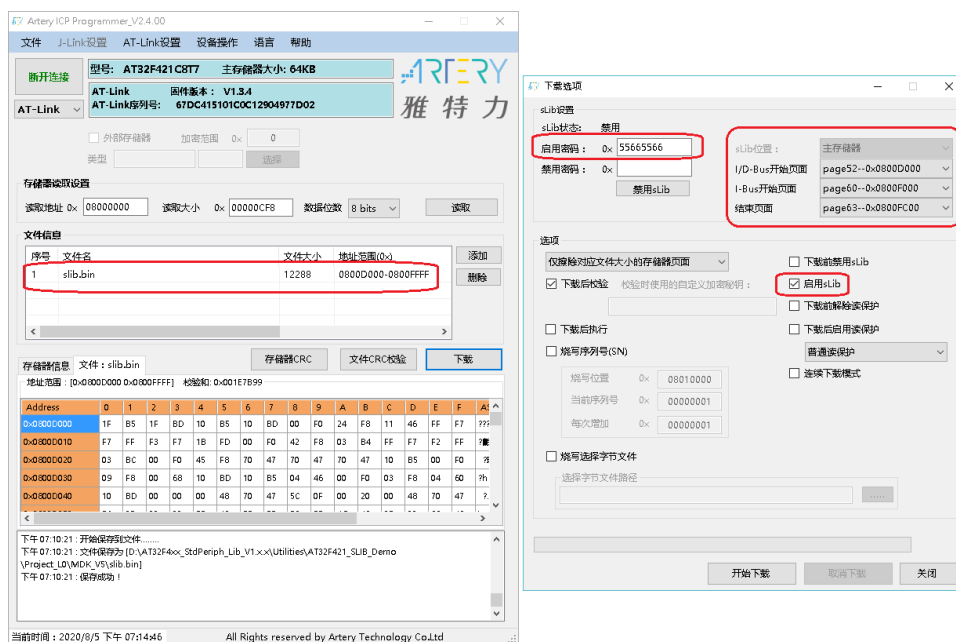 Artery ICP Programmer_V2.4.00
文件 J-Link设置 AT-Link设置 设备操作 语言 帮助
断开连接
型号: AT32F421C8T7 主存储器大小: 64KB
AT-Link 固件版本: V1.3.4
AT-Link序列号: 67DC415101C0C12904977D02
AT-Link
ARTERY
雅特力
外部存储器 加密范围 0x 0
类型 选择
存储器读取设置
读取地址 0x 08000000 读取大小 0x 00000CF8 数据位数 8 bits 读取
文件信息
序号 文件名 文件大小 地址范围(0x)
1 slib.bin 12288 0800D000-0800FFFF
添加
删除
存储器CRC 文件CRC校验 下载
存储器信息 文件: slib.bin
地址范围: [0x0800D000 0x0800FFFF] 校验和: 0x001E7B99
Address 0 1 2 3 4 5 6 7 8 9 A B C D E F
0x0800D000 1F B5 1F BD 10 B5 10 BD 00 F0 24 F8 11 46 FF F7 ???
0x0800D010 F7 FF F3 F7 1B FD 00 F0 42 F8 03 B4 FF F7 F2 FF
0x0800D020 03 BC 00 F0 45 F8 70 47 70 47 70 47 10 B5 00 F0
0x0800D030 09 F8 00 68 10 BD 10 B5 04 46 00 F0 03 F8 04 60 ?h
0x0800D040 10 BD 00 00 00 48 70 47 5C 0F 00 20 00 48 70 47 ?.
下午 07:10:21 : 开始保存到文件........
下午 07:10:21 : 文件保存为 [D:\AT32F4xx_StdPeriph_Lib_V1.x.x\Utilities\AT32F421_SLIB_Demo
\Project_L0\MDK_V5\slib.bin]
下午 07:10:21 : 保存成功！
当前时间 : 2020/8/5 下午 07:14:46 All Rights reserved by Artery Technology Co.Ltd
下载选项
sLib设置
sLib状态: 禁用
启用密码: 0x 55665566
禁用密码: 0x
禁用sLib
sLib位置: 主存储器
I/D-Bus开始页面 page52--0x0800D000
I-Bus开始页面 page60--0x0800F000
结束页面 page63--0x0800FC00
选项
仅擦除对应文件大小的存储器页面
下载后校验 校验时使用的自定义加密秘钥:
下载后执行
烧写序列号(SN)
烧写位置 0x 08010000
当前序列号 0x 00000001
每次增加 0x 00000001
下载前禁用sLib
启用sLib
下载前解除读保护
下载后启用读保护
普通读保护
连续下载模式
烧写选择字节文件
选择字节文件路径
.....
开始下载 取消下载 关闭